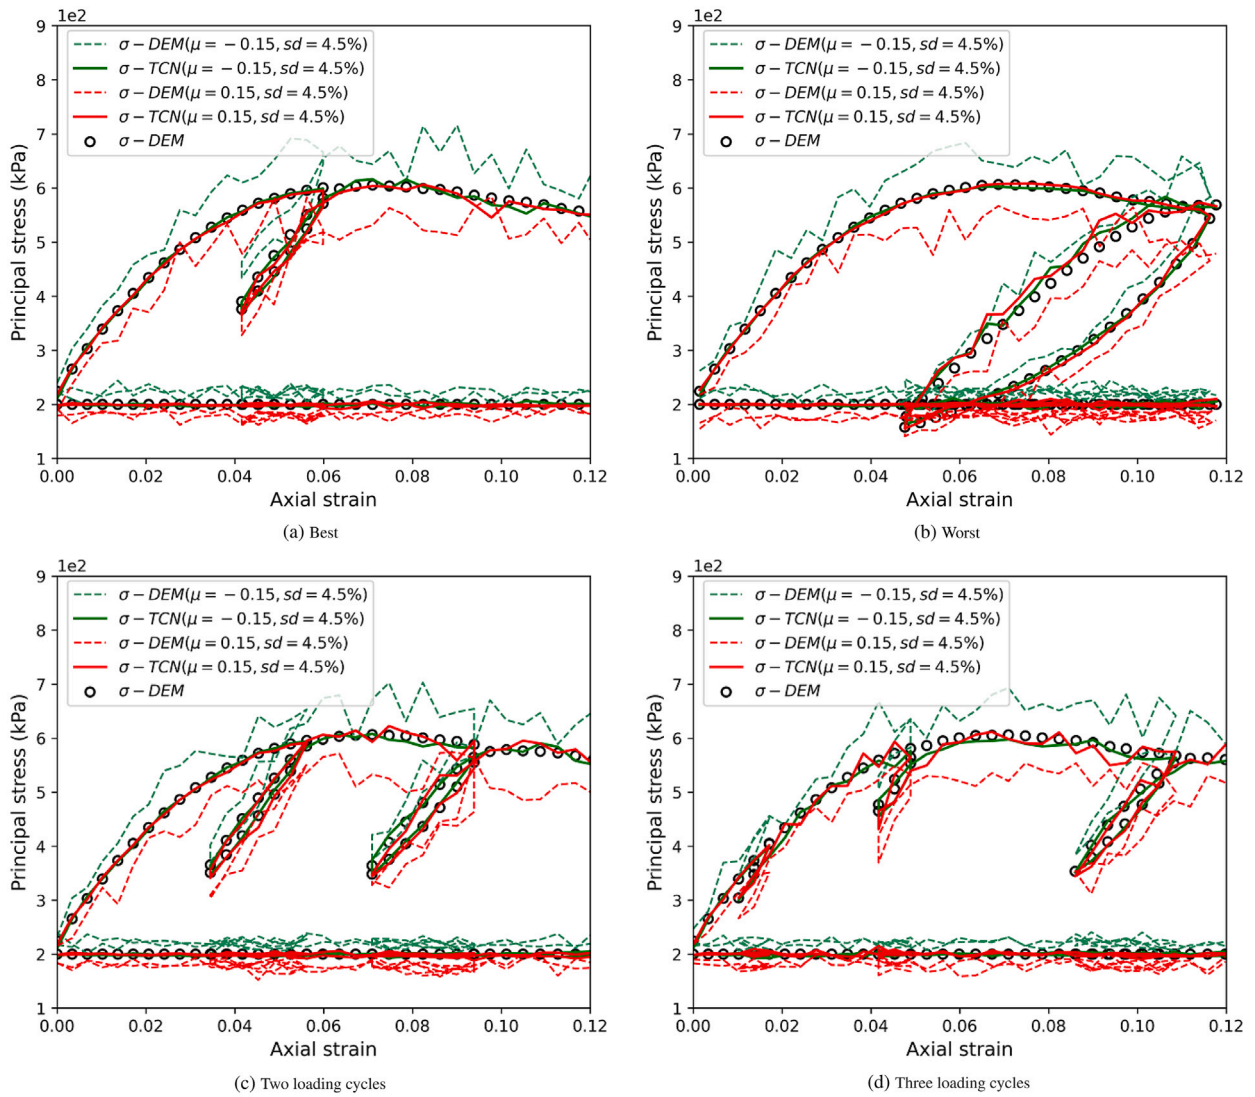 1e2
9
8
7
6
5
4
3
2
1
Principal stress (kPa)
σ − DEM(μ = −0.15, sd = 4.5%)
σ − TCN(μ = −0.15, sd = 4.5%)
σ − DEM(μ = 0.15, sd = 4.5%)
σ − TCN(μ = 0.15, sd = 4.5%)
σ − DEM
0.00 0.02 0.04 0.06 0.08 0.10 0.12
Axial strain
(a) Best
1e2
9
8
7
6
5
4
3
2
1
Principal stress (kPa)
σ − DEM(μ = −0.15, sd = 4.5%)
σ − TCN(μ = −0.15, sd = 4.5%)
σ − DEM(μ = 0.15, sd = 4.5%)
σ − TCN(μ = 0.15, sd = 4.5%)
σ − DEM
0.00 0.02 0.04 0.06 0.08 0.10 0.12
Axial strain
(b) Worst
1e2
9
8
7
6
5
4
3
2
1
Principal stress (kPa)
σ − DEM(μ = −0.15, sd = 4.5%)
σ − TCN(μ = −0.15, sd = 4.5%)
σ − DEM(μ = 0.15, sd = 4.5%)
σ − TCN(μ = 0.15, sd = 4.5%)
σ − DEM
0.00 0.02 0.04 0.06 0.08 0.10 0.12
Axial strain
(c) Two loading cycles
1e2
9
8
7
6
5
4
3
2
1
Principal stress (kPa)
σ − DEM(μ = −0.15, sd = 4.5%)
σ − TCN(μ = −0.15, sd = 4.5%)
σ − DEM(μ = 0.15, sd = 4.5%)
σ − TCN(μ = 0.15, sd = 4.5%)
σ − DEM
0.00 0.02 0.04 0.06 0.08 0.10 0.12
Axial strain
(d) Three loading cycles